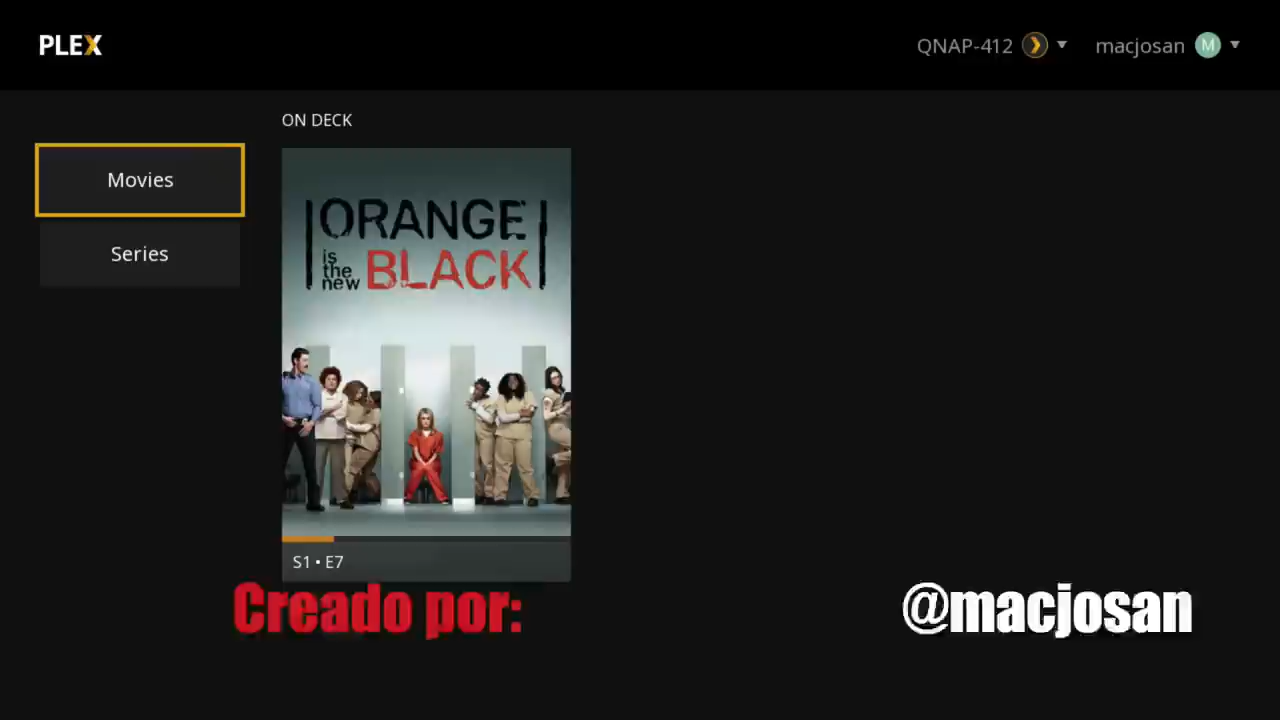 PLEX
QNAP-412
macjosan M
ON DECK
Movies
Series
ORANGE
is the new BLACK
S1 • E7
Creado por:
@macjosan